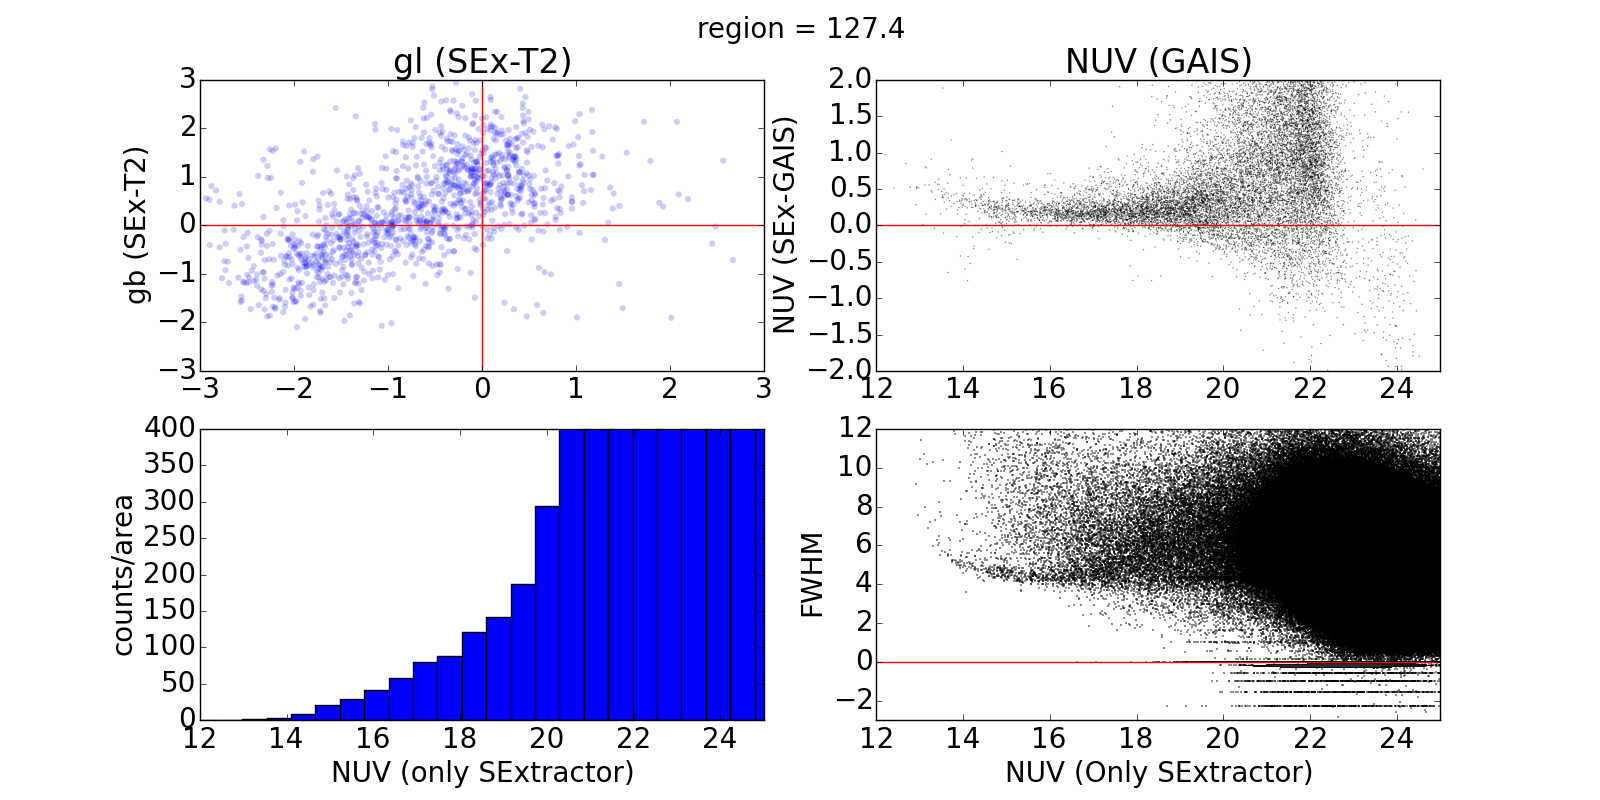 region = 127.4
gl (SEx-T2)
NUV (GAIS)
gb (SEx-T2)
3
2
1
0
−1
−2
−3
−3 −2 −1 0 1 2 3
NUV (SEx-GAIS)
2.0
1.5
1.0
0.5
0.0
−0.5
−1.0
−1.5
−2.0
12 14 16 18 20 22 24
counts/area
400
350
300
250
200
150
100
50
0
12 14 16 18 20 22 24
NUV (only SExtractor)
FWHM
12
10
8
6
4
2
0
−2
12 14 16 18 20 22 24
NUV (Only SExtractor)